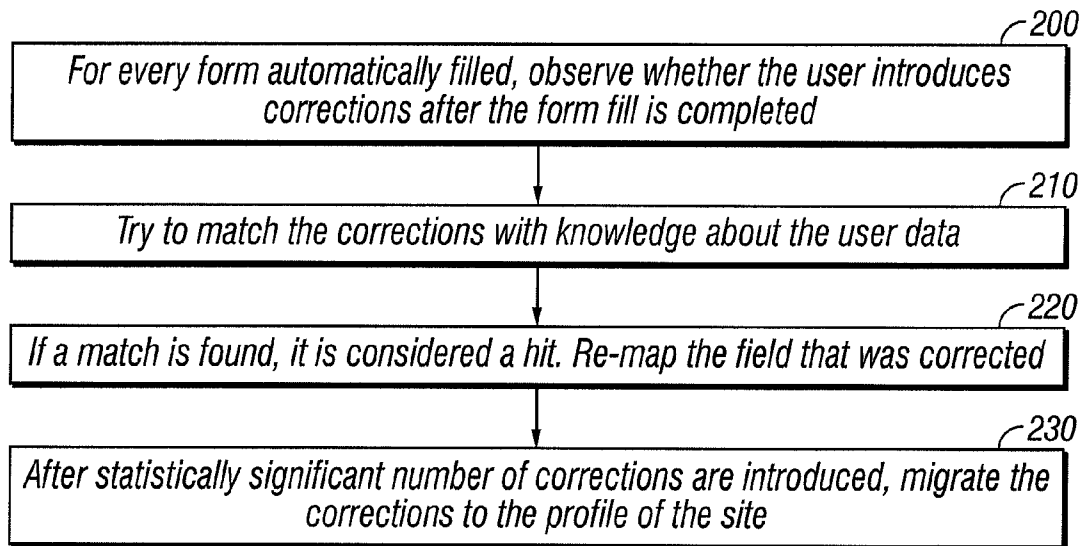 200
For every form automatically filled, observe whether the user introduces
corrections after the form fill is completed
210
Try to match the corrections with knowledge about the user data
220
If a match is found, it is considered a hit. Re-map the field that was corrected
230
After statistically significant number of corrections are introduced, migrate the
corrections to the profile of the site